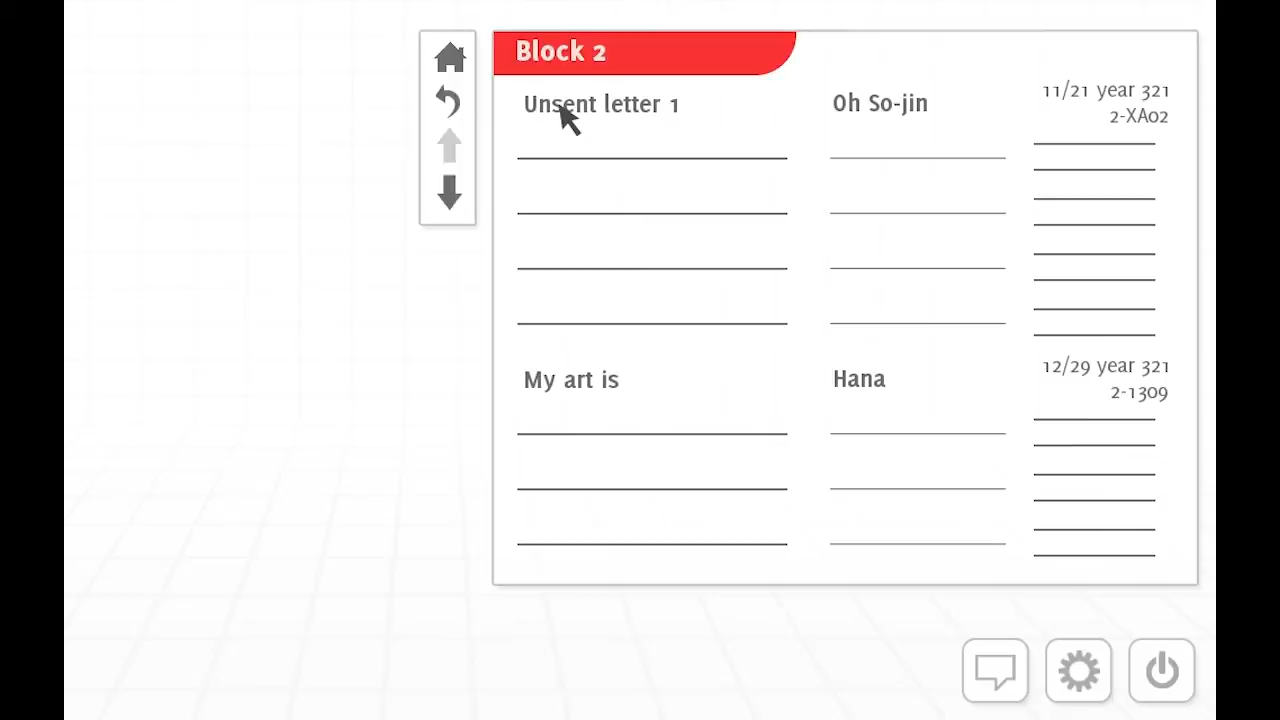 Block 2
Unsent letter 1 Oh So-jin 11/21 year 321
2-XA02
My art is Hana 12/29 year 321
2-1309